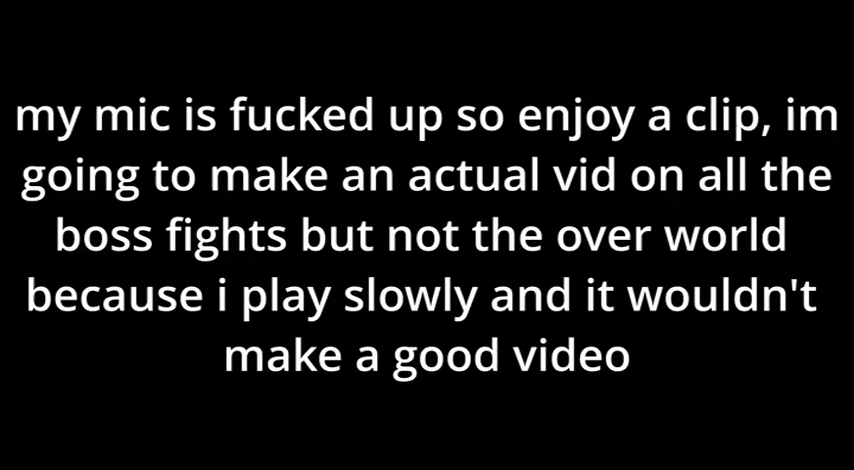 my mic is fucked up so enjoy a clip, im
going to make an actual vid on all the
boss fights but not the over world
because i play slowly and it wouldn't
make a good video